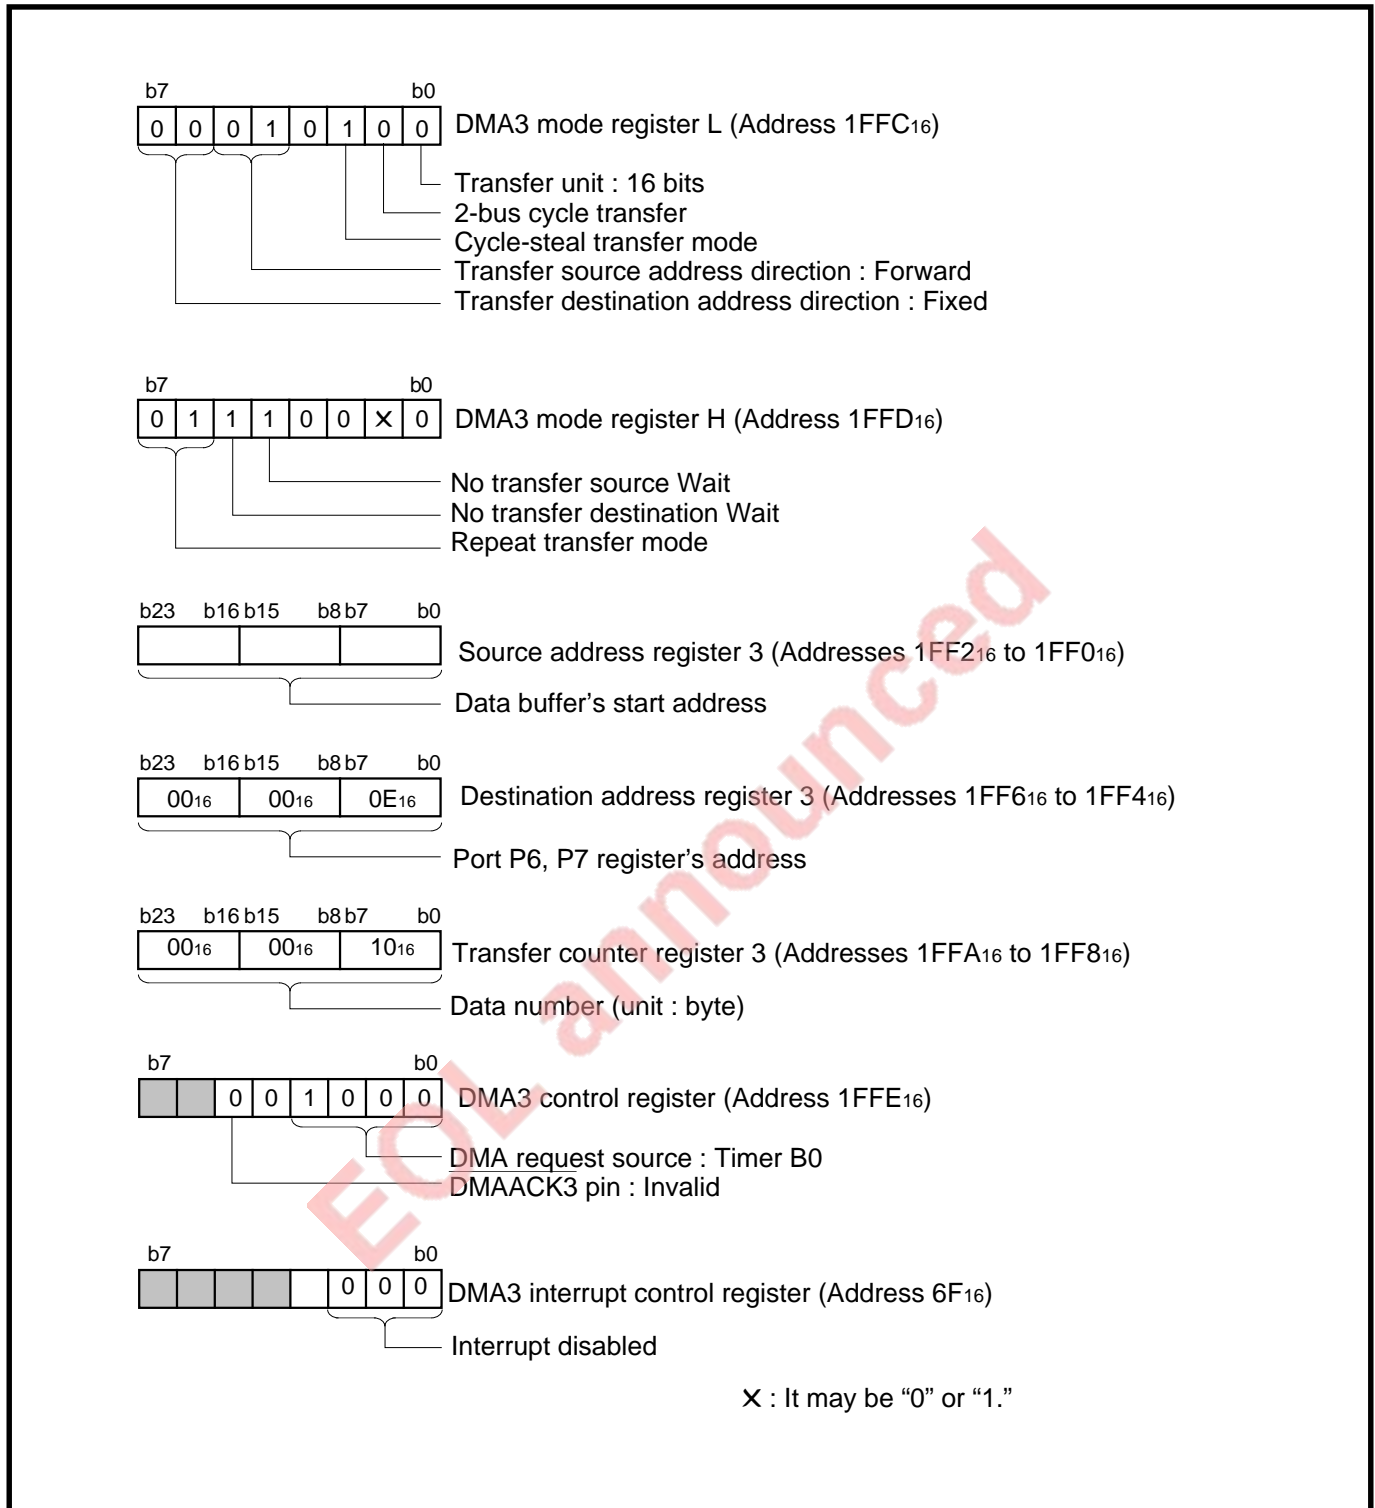 b7 b0
0 0 0 1 0 1 0 0 DMA3 mode register L (Address 1FFC16)
Transfer unit : 16 bits
2-bus cycle transfer
Cycle-steal transfer mode
Transfer source address direction : Forward
Transfer destination address direction : Fixed
b7 b0
0 1 1 1 0 0 ✕ 0 DMA3 mode register H (Address 1FFD16)
No transfer source Wait
No transfer destination Wait
Repeat transfer mode
b23 b16 b15 b8 b7 b0
Source address register 3 (Addresses 1FF216 to 1FF016)
Data buffer’s start address
b23 b16 b15 b8 b7 b0
0016 0016 0E16 Destination address register 3 (Addresses 1FF616 to 1FF416)
Port P6, P7 register’s address
b23 b16 b15 b8 b7 b0
0016 0016 1016 Transfer counter register 3 (Addresses 1FFA16 to 1FF816)
Data number (unit : byte)
b7 b0
0 0 1 0 0 0 DMA3 control register (Address 1FFE16)
DMA request source : Timer B0
DMAACK3 pin : Invalid
b7 b0
0 0 0 DMA3 interrupt control register (Address 6F16)
Interrupt disabled
✕ : It may be “0” or “1.”
EOL announced